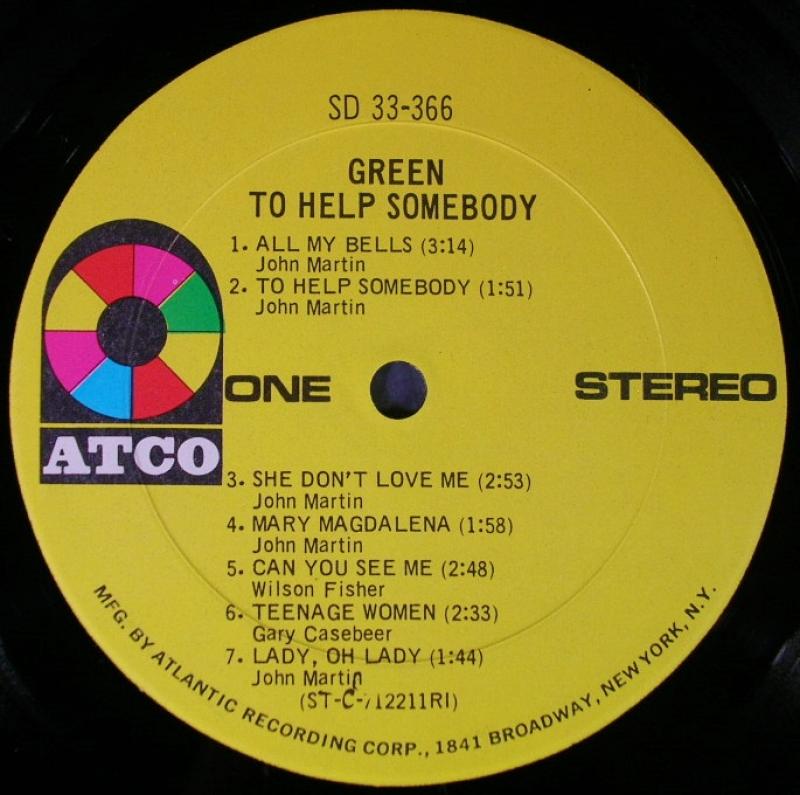 SD 33-366
GREEN
TO HELP SOMEBODY
1. ALL MY BELLS (3:14)
John Martin
2. TO HELP SOMEBODY (1:51)
John Martin
ATCO
ONE
STEREO
3. SHE DON'T LOVE ME (2:53)
John Martin
4. MARY MAGDALENA (1:58)
John Martin
5. CAN YOU SEE ME (2:48)
Wilson Fisher
6. TEENAGE WOMEN (2:33)
Gary Casebeer
7. LADY, OH LADY (1:44)
John Martin
(ST-C-712211RI)
MFG. BY ATLANTIC RECORDING CORP., 1841 BROADWAY, NEW YORK, N.Y.